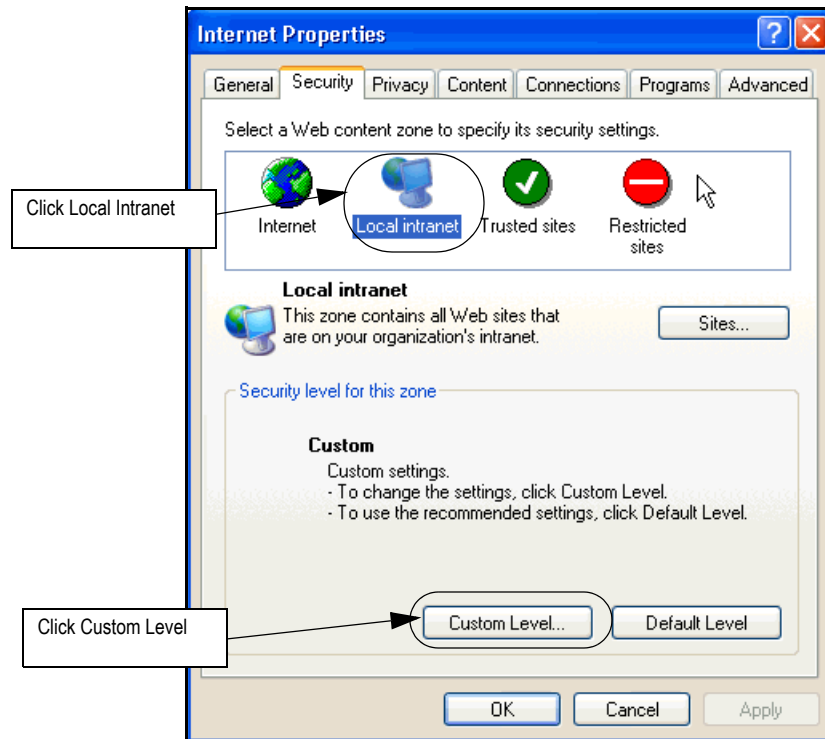 Internet Properties
?
General Security Privacy Content Connections Programs Advanced
Select a Web content zone to specify its security settings.
Click Local Intranet
Internet Local intranet Trusted sites Restricted
sites
Local intranet
This zone contains all Web sites that
are on your organization's intranet.
Sites...
Security level for this zone
Custom
Custom settings.
- To change the settings, click Custom Level.
- To use the recommended settings, click Default Level.
Click Custom Level
Custom Level... Default Level
OK Cancel Apply